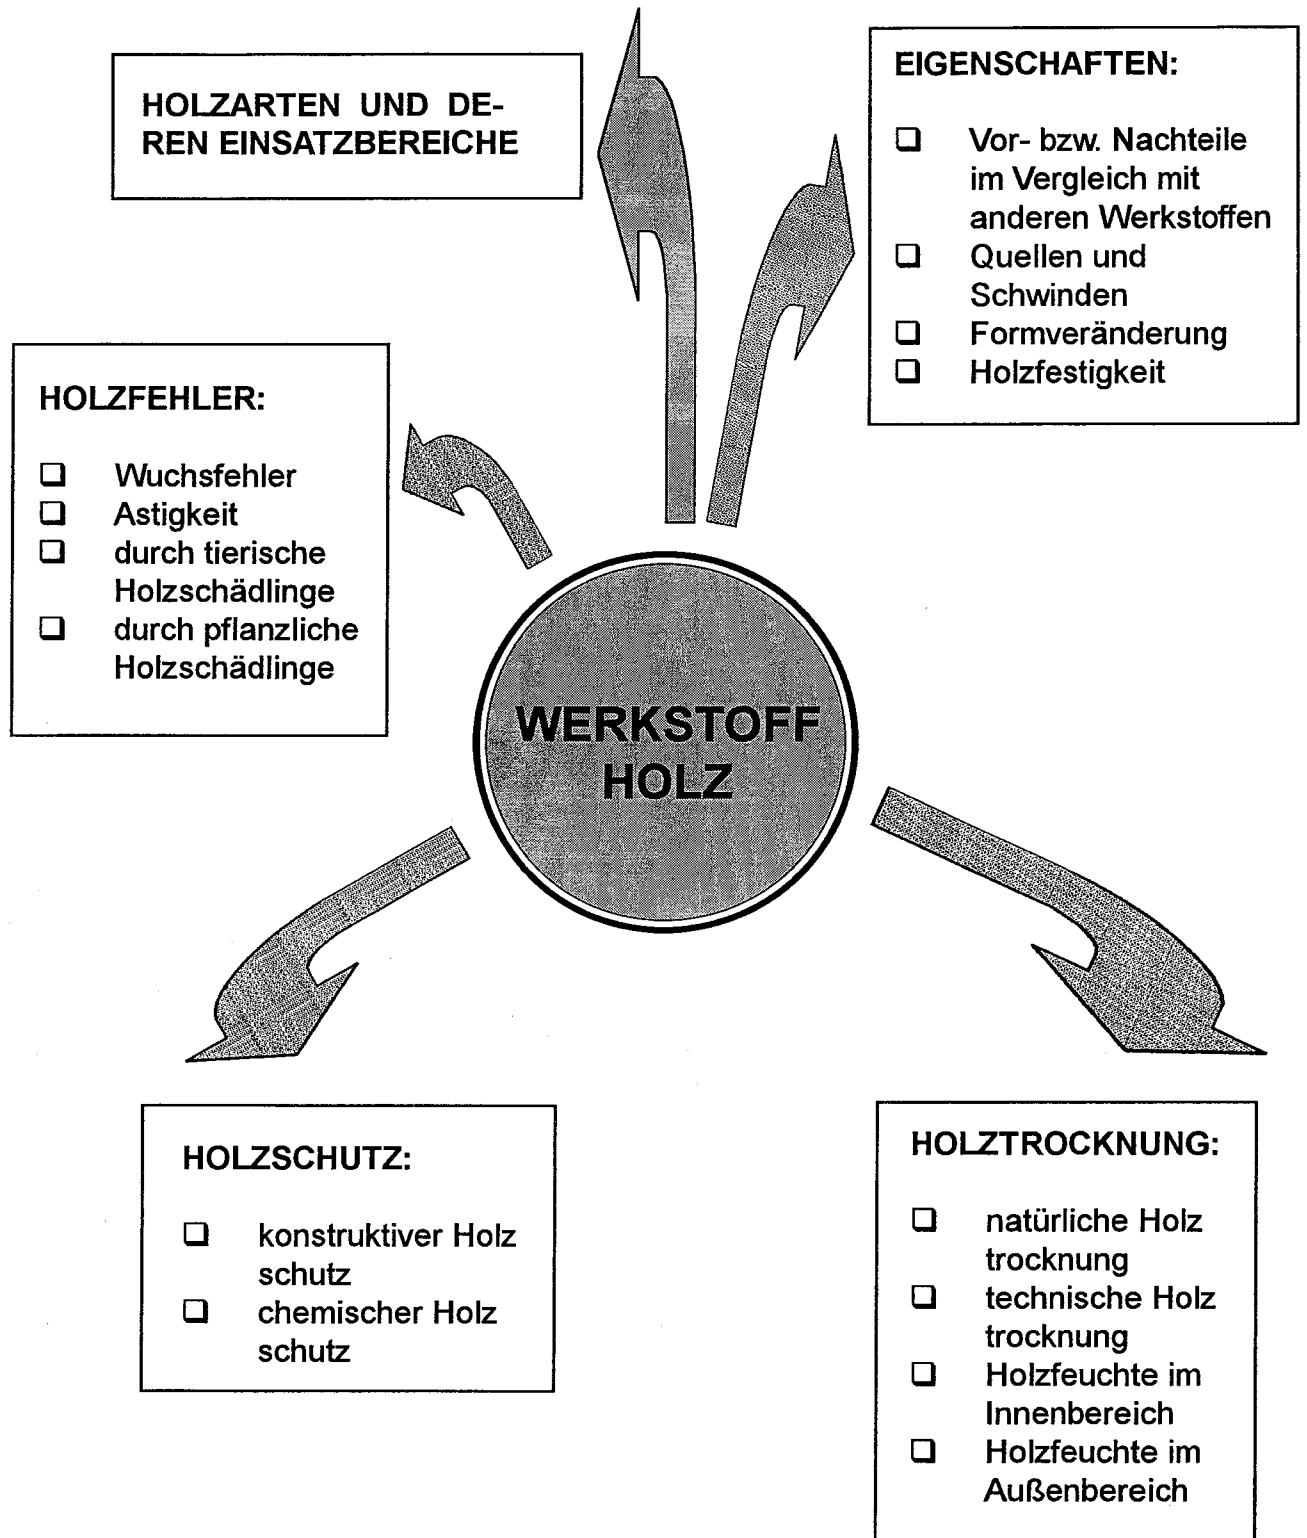 HOLZARTEN UND DE-
REN EINSATZBEREICHE
EIGENSCHAFTEN:
❑ Vor- bzw. Nachteile
im Vergleich mit
anderen Werkstoffen
❑ Quellen und
Schwinden
❑ Formveränderung
❑ Holzfestigkeit
HOLZFEHLER:
❑ Wuchsfehler
❑ Astigkeit
❑ durch tierische
Holzschädlinge
❑ durch pflanzliche
Holzschädlinge
WERKSTOFF
HOLZ
HOLZSCHUTZ:
❑ konstruktiver Holz
schutz
❑ chemischer Holz
schutz
HOLZTROCKNUNG:
❑ natürliche Holz
trocknung
❑ technische Holz
trocknung
❑ Holzfeuchte im
Innenbereich
❑ Holzfeuchte im
Außenbereich